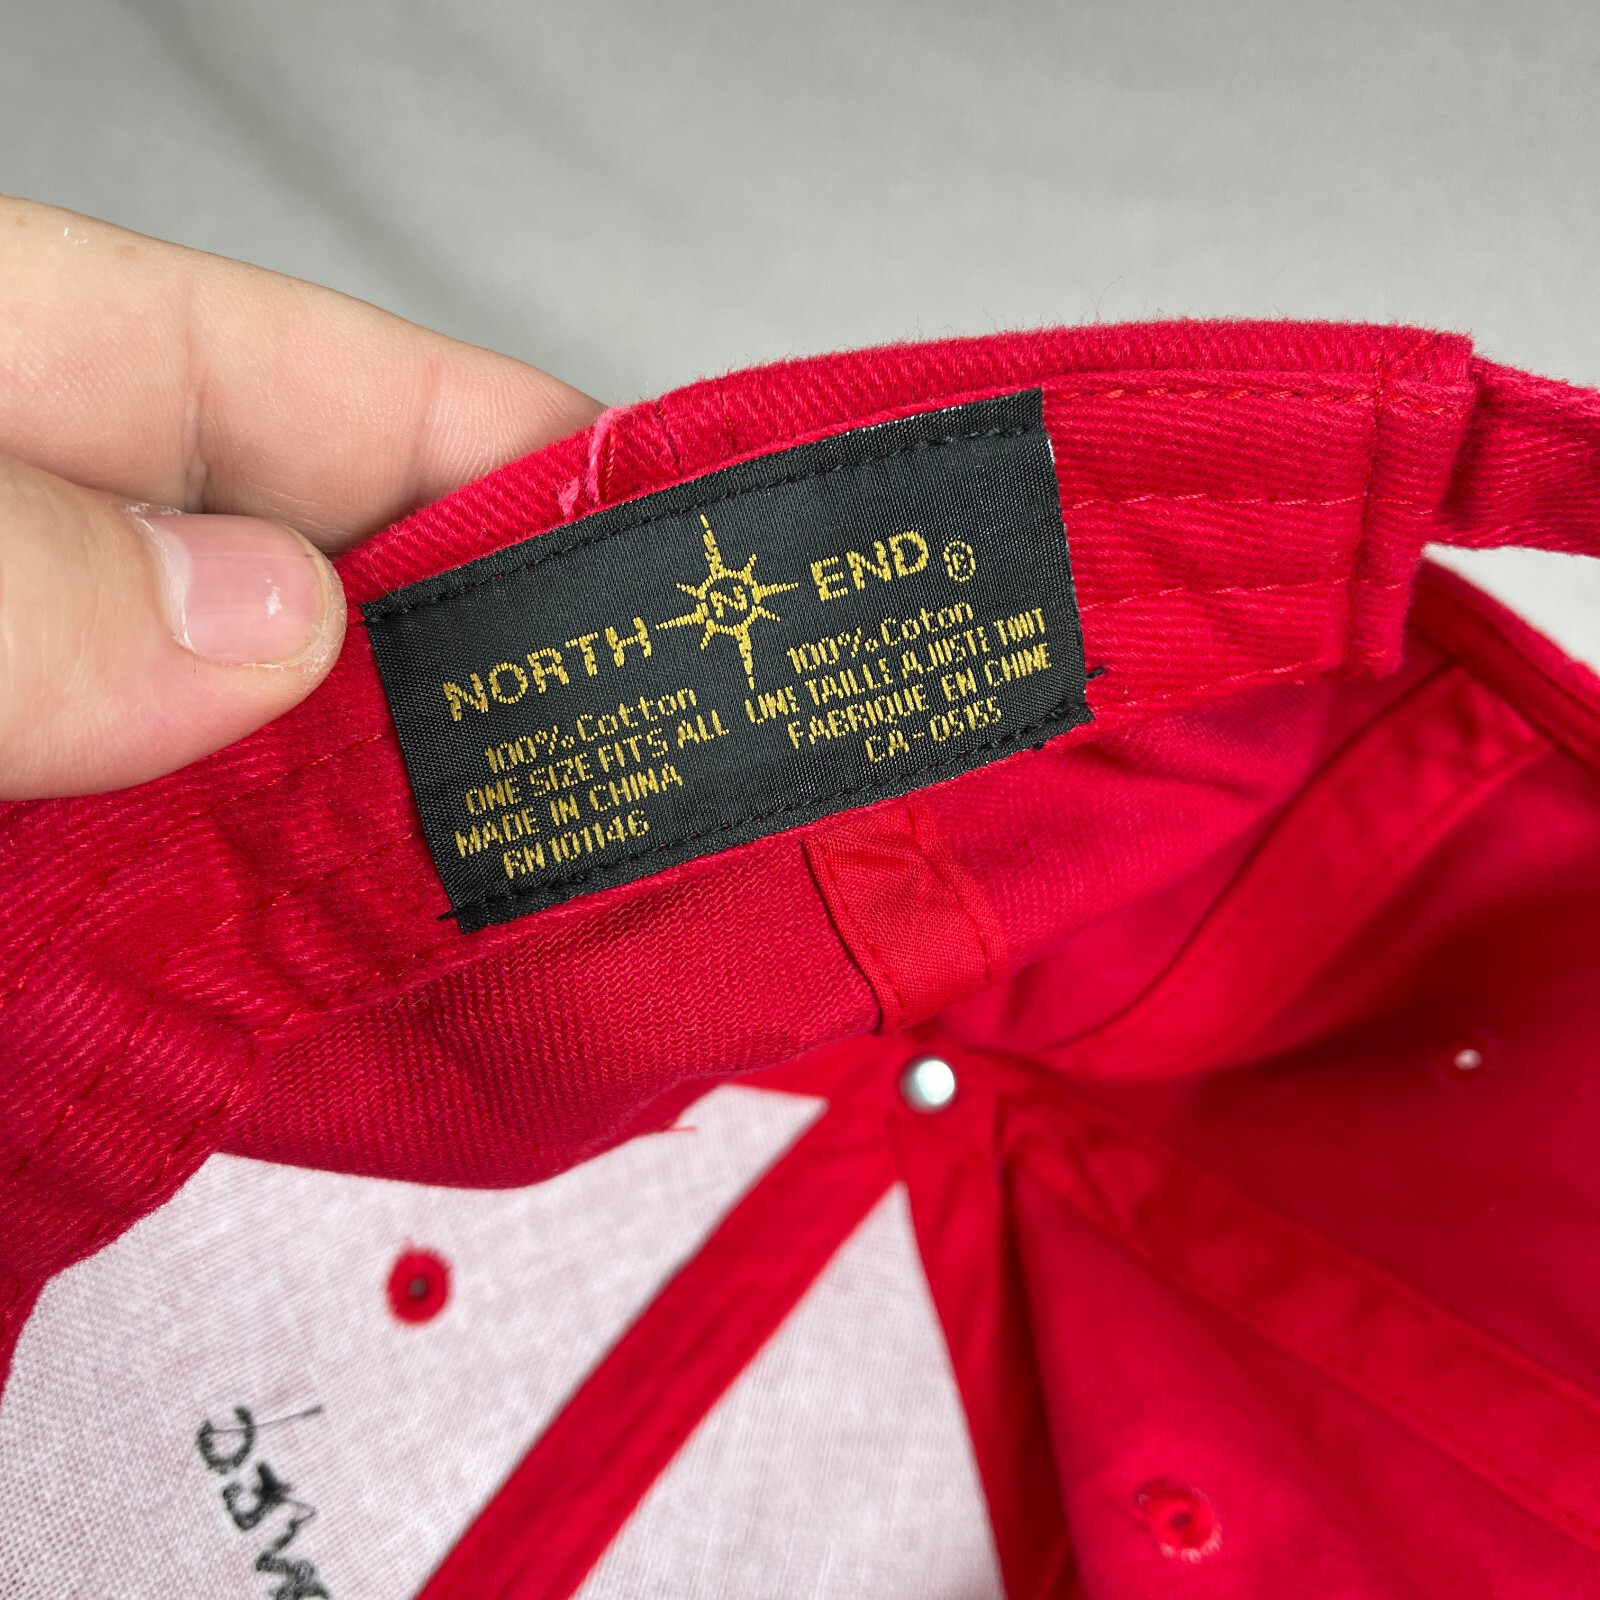 NORTH N END ®
100% Cotton
ONE SIZE FITS ALL
MADE IN CHINA
RN 101146
100% Coton
UNE TAILLE AJUSTE TOUT
FABRIQUE EN CHINE
CA-05155